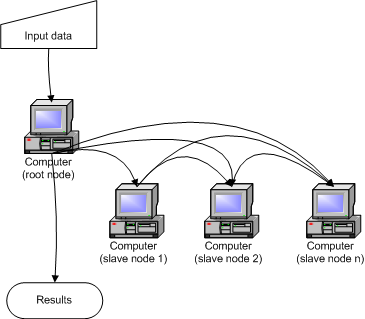 Input data
Computer
(root node)
Computer
(slave node 1)
Computer
(slave node 2)
Computer
(slave node n)
Results